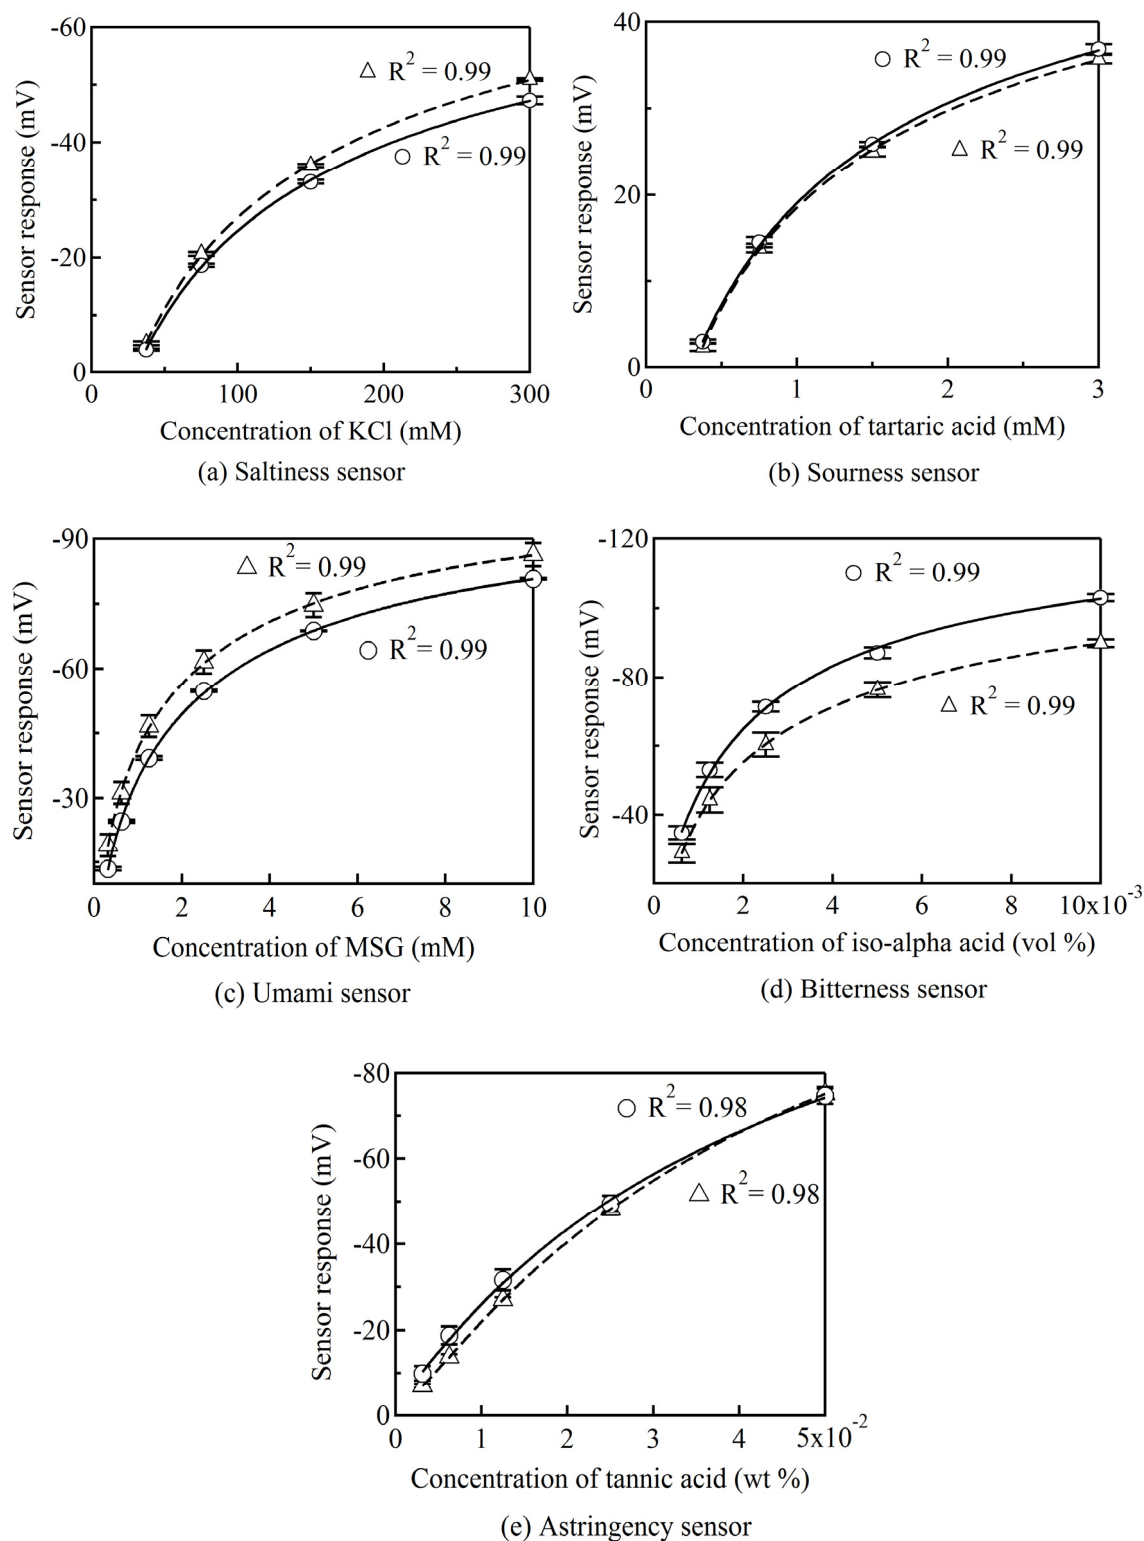 -60
-40
-20
0
Sensor response (mV)
△ R² = 0.99
○ R² = 0.99
0 100 200 300
Concentration of KCl (mM)
(a) Saltiness sensor
40
20
0
Sensor response (mV)
○ R² = 0.99
△ R² = 0.99
0 1 2 3
Concentration of tartaric acid (mM)
(b) Sourness sensor
-90
-60
-30
Sensor response (mV)
△ R² = 0.99
○ R² = 0.99
0 2 4 6 8 10
Concentration of MSG (mM)
(c) Umami sensor
-120
-80
-40
Sensor response (mV)
○ R² = 0.99
△ R² = 0.99
0 2 4 6 8 10x10⁻³
Concentration of iso-alpha acid (vol %)
(d) Bitterness sensor
-80
-60
-40
-20
0
Sensor response (mV)
○ R² = 0.98
△ R² = 0.98
0 1 2 3 4 5x10⁻²
Concentration of tannic acid (wt %)
(e) Astringency sensor